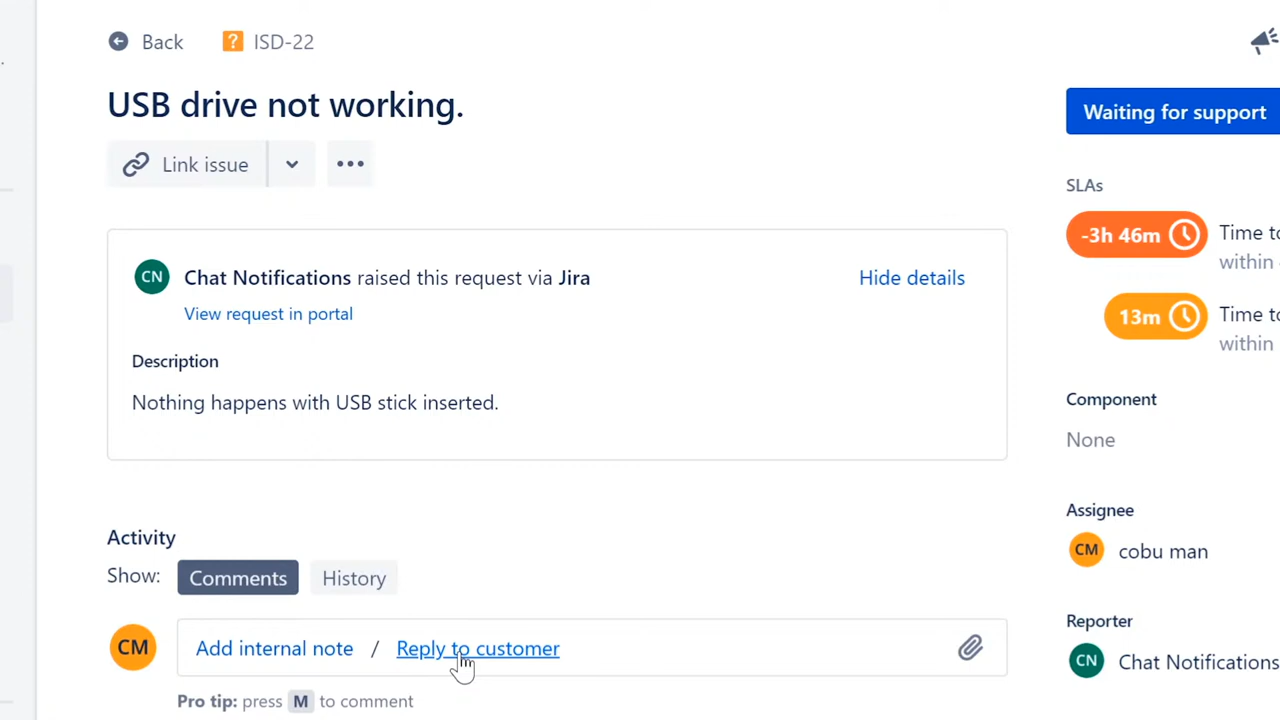 Back ISD-22
USB drive not working.
Link issue
CN Chat Notifications raised this request via Jira Hide details
View request in portal
Description
Nothing happens with USB stick inserted.
Activity
Show: Comments History
CM Add internal note / Reply to customer
Pro tip: press M to comment
Waiting for support
SLAs
-3h 46m Time to
within
13m Time to
within
Component
None
Assignee
CM cobu man
Reporter
CN Chat Notifications